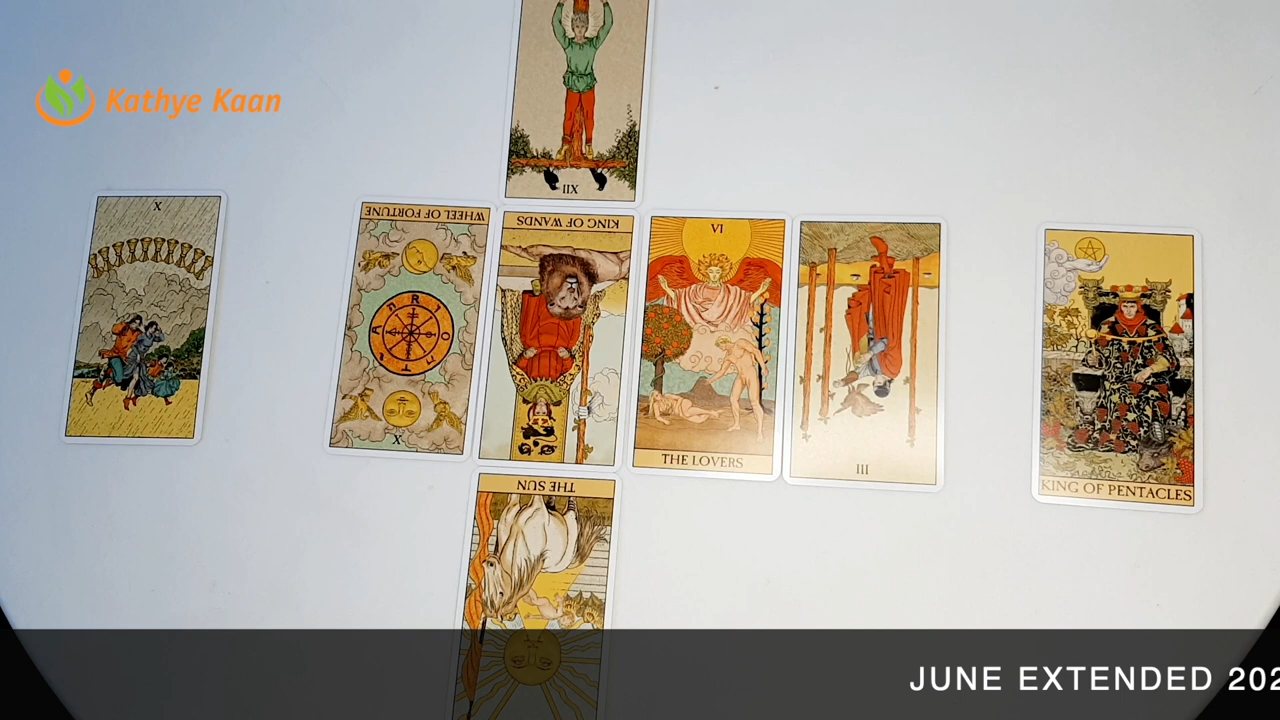 Kathye Kaan
XII
X
WHEEL OF FORTUNE
X
KING OF WANDS
VI
THE LOVERS
III
KING OF PENTACLES
THE SUN
JUNE EXTENDED 202